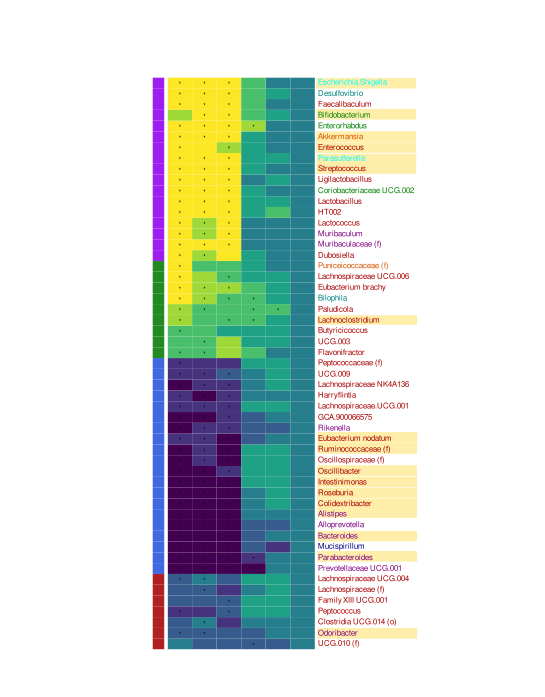 Escherichia.Shigella
Desulfovibrio
Faecalibaculum
Bifidobacterium
Enterorhabdus
Akkermansia
Enterococcus
Parasutterella
Streptococcus
Ligilactobacillus
Coriobacteriaceae UCG.002
Lactobacillus
HT002
Lactococcus
Muribaculum
Muribaculaceae (f)
Dubosiella
Puniceicoccaceae (f)
Lachnospiraceae UCG.006
Eubacterium brachy
Bilophila
Paludicola
Lachnoclostridium
Butyricicoccus
UCG.003
Flavonifractor
Peptococcaceae (f)
UCG.009
Lachnospiraceae NK4A136
Harryflintia
Lachnospiraceae.UCG.001
GCA.900066575
Rikenella
Eubacterium nodatum
Ruminococcaceae (f)
Oscillospiraceae (f)
Oscillibacter
Intestinimonas
Roseburia
Colidextribacter
Alistipes
Alloprevotella
Bacteroides
Mucispirillum
Parabacteroides
Prevotellaceae UCG.001
Lachnospiraceae UCG.004
Lachnospiraceae (f)
Family XIII UCG.001
Peptococcus
Clostridia UCG.014 (o)
Odoribacter
UCG.010 (f)